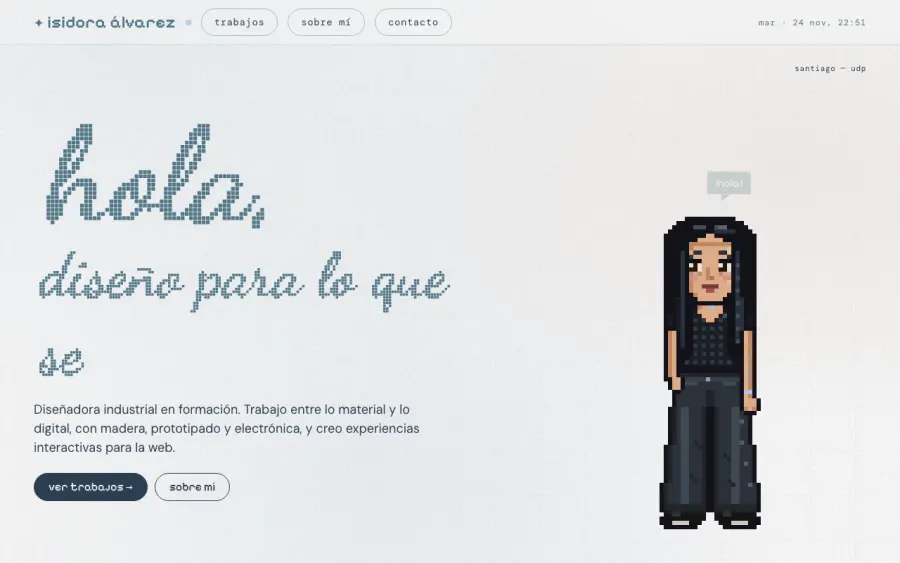 isidora álvarez
trabajos
sobre mí
contacto
mar · 24 nov, 22:51
santiago — udp
hola,
¡hola!
diseño para lo que
se
Diseñadora industrial en formación. Trabajo entre lo material y lo
digital, con madera, prototipado y electrónica, y creo experiencias
interactivas para la web.
ver trabajos →
sobre mi